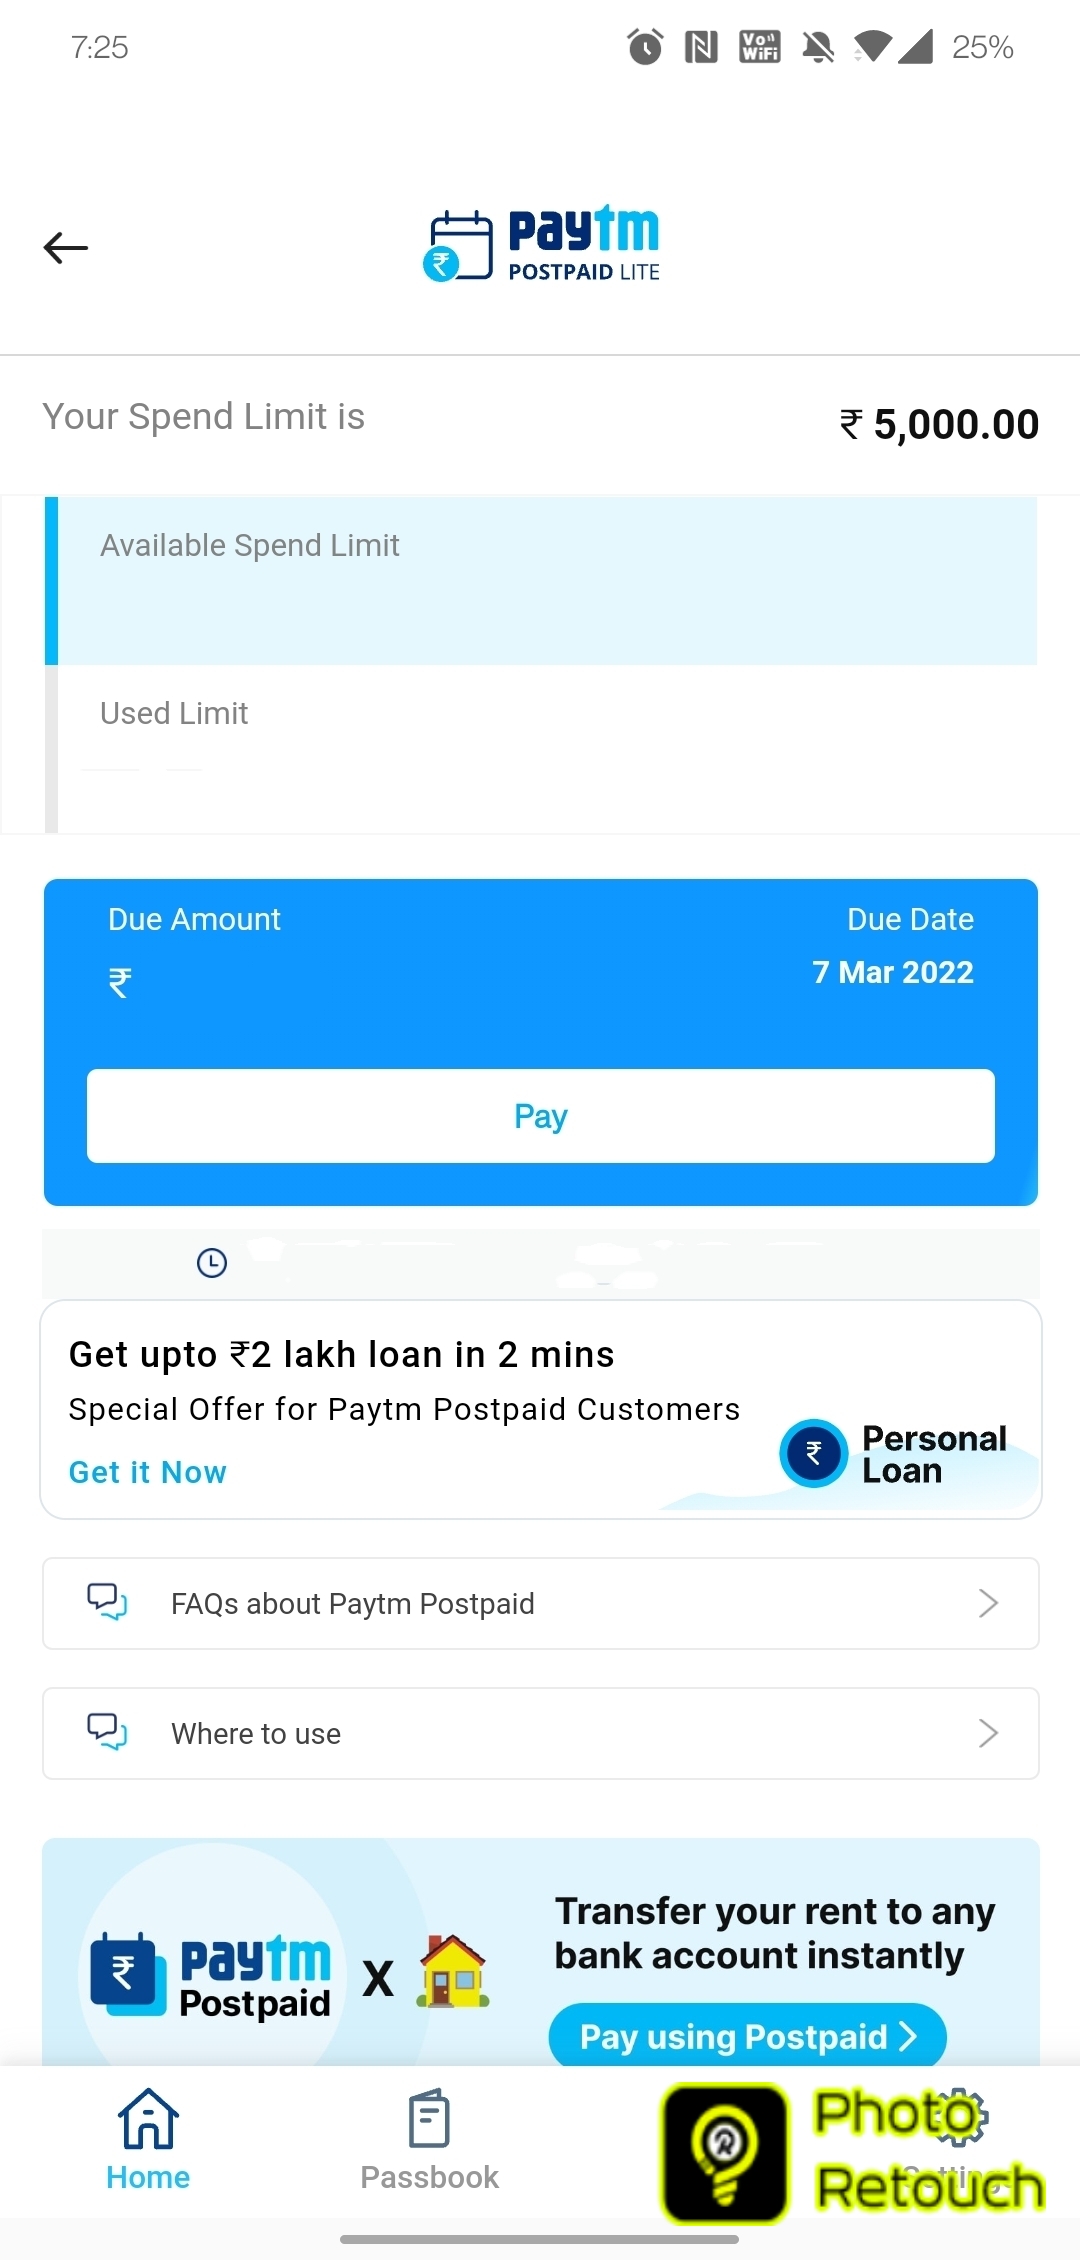 7:25
Vo
WiFi
25%
paytm
POSTPAID LITE
Your Spend Limit is
₹ 5,000.00
Available Spend Limit
Used Limit
Due Amount
Due Date
₹
7 Mar 2022
Pay
Get upto ₹2 lakh loan in 2 mins
Special Offer for Paytm Postpaid Customers
Get it Now
₹
Personal
Loan
FAQs about Paytm Postpaid
Where to use
₹
paytm
Postpaid
X
Transfer your rent to any
bank account instantly
Pay using Postpaid
Home
Passbook
Photo
Retouch